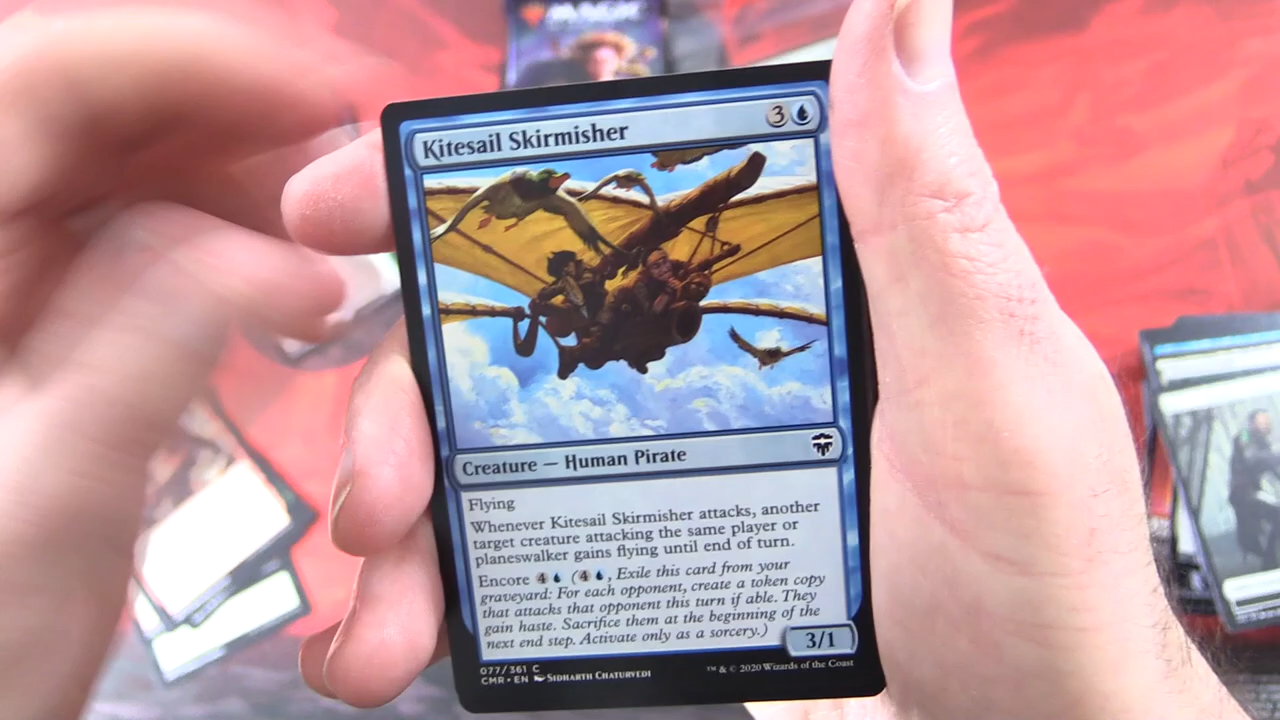 MAGIC
Kitesail Skirmisher
3
Creature — Human Pirate
Flying
Whenever Kitesail Skirmisher attacks, another
target creature attacking the same player or
planeswalker gains flying until end of turn.
Encore 4 (4 , Exile this card from your
graveyard: For each opponent, create a token copy
that attacks that opponent this turn if able. They
gain haste. Sacrifice them at the beginning of the
next end step. Activate only as a sorcery.)
3/1
077/361 C
CMR • EN Sidharth Chaturvedi
™ & © 2020 Wizards of the Coast